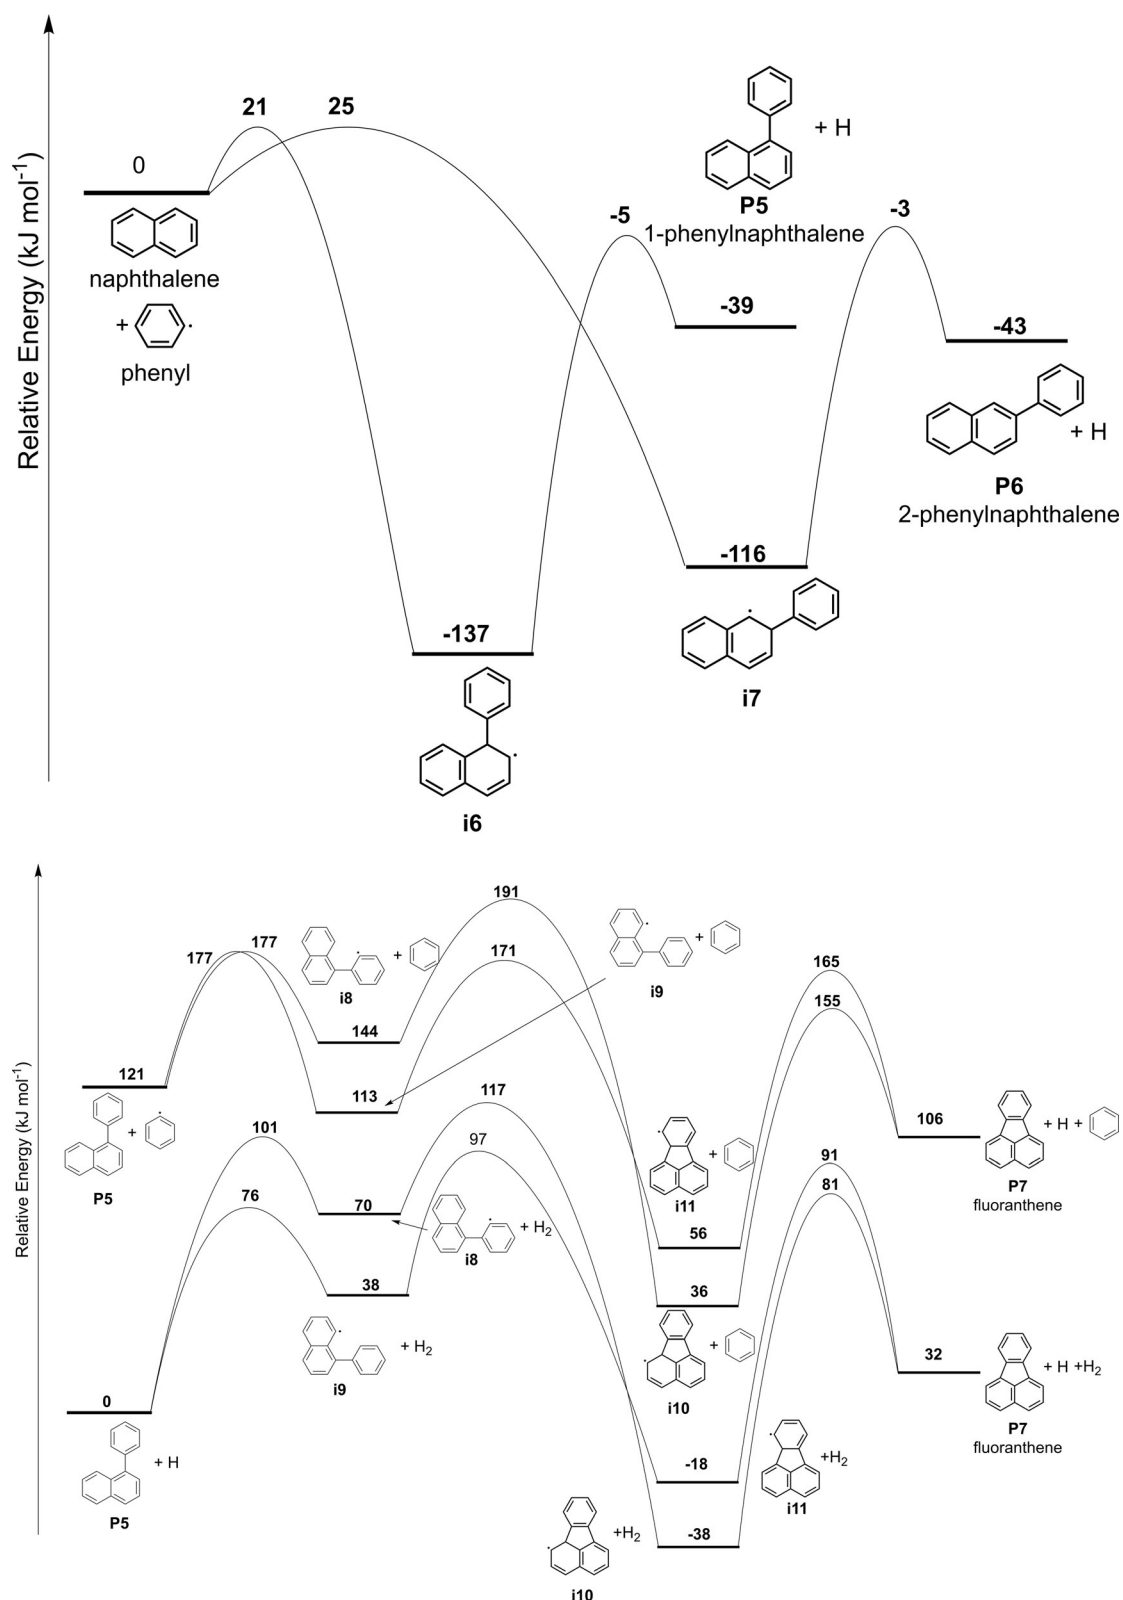 Relative Energy (kJ mol⁻¹)
0
naphthalene
+
phenyl
21
25
-137
i6
-5
-39
+ H
P5
1-phenylnaphthalene
-116
i7
-3
-43
+ H
P6
2-phenylnaphthalene
Relative Energy (kJ mol⁻¹)
121
+
P5
177
177
+
i8
144
113
191
171
+
i9
101
76
70
+ H₂
i8
38
+ H₂
i9
117
97
0
+ H
P5
+
i11
56
36
+
i10
165
155
106
+ H +
P7
fluoranthene
91
81
32
+ H +H₂
P7
fluoranthene
-18
+H₂
i11
-38
+H₂
i10